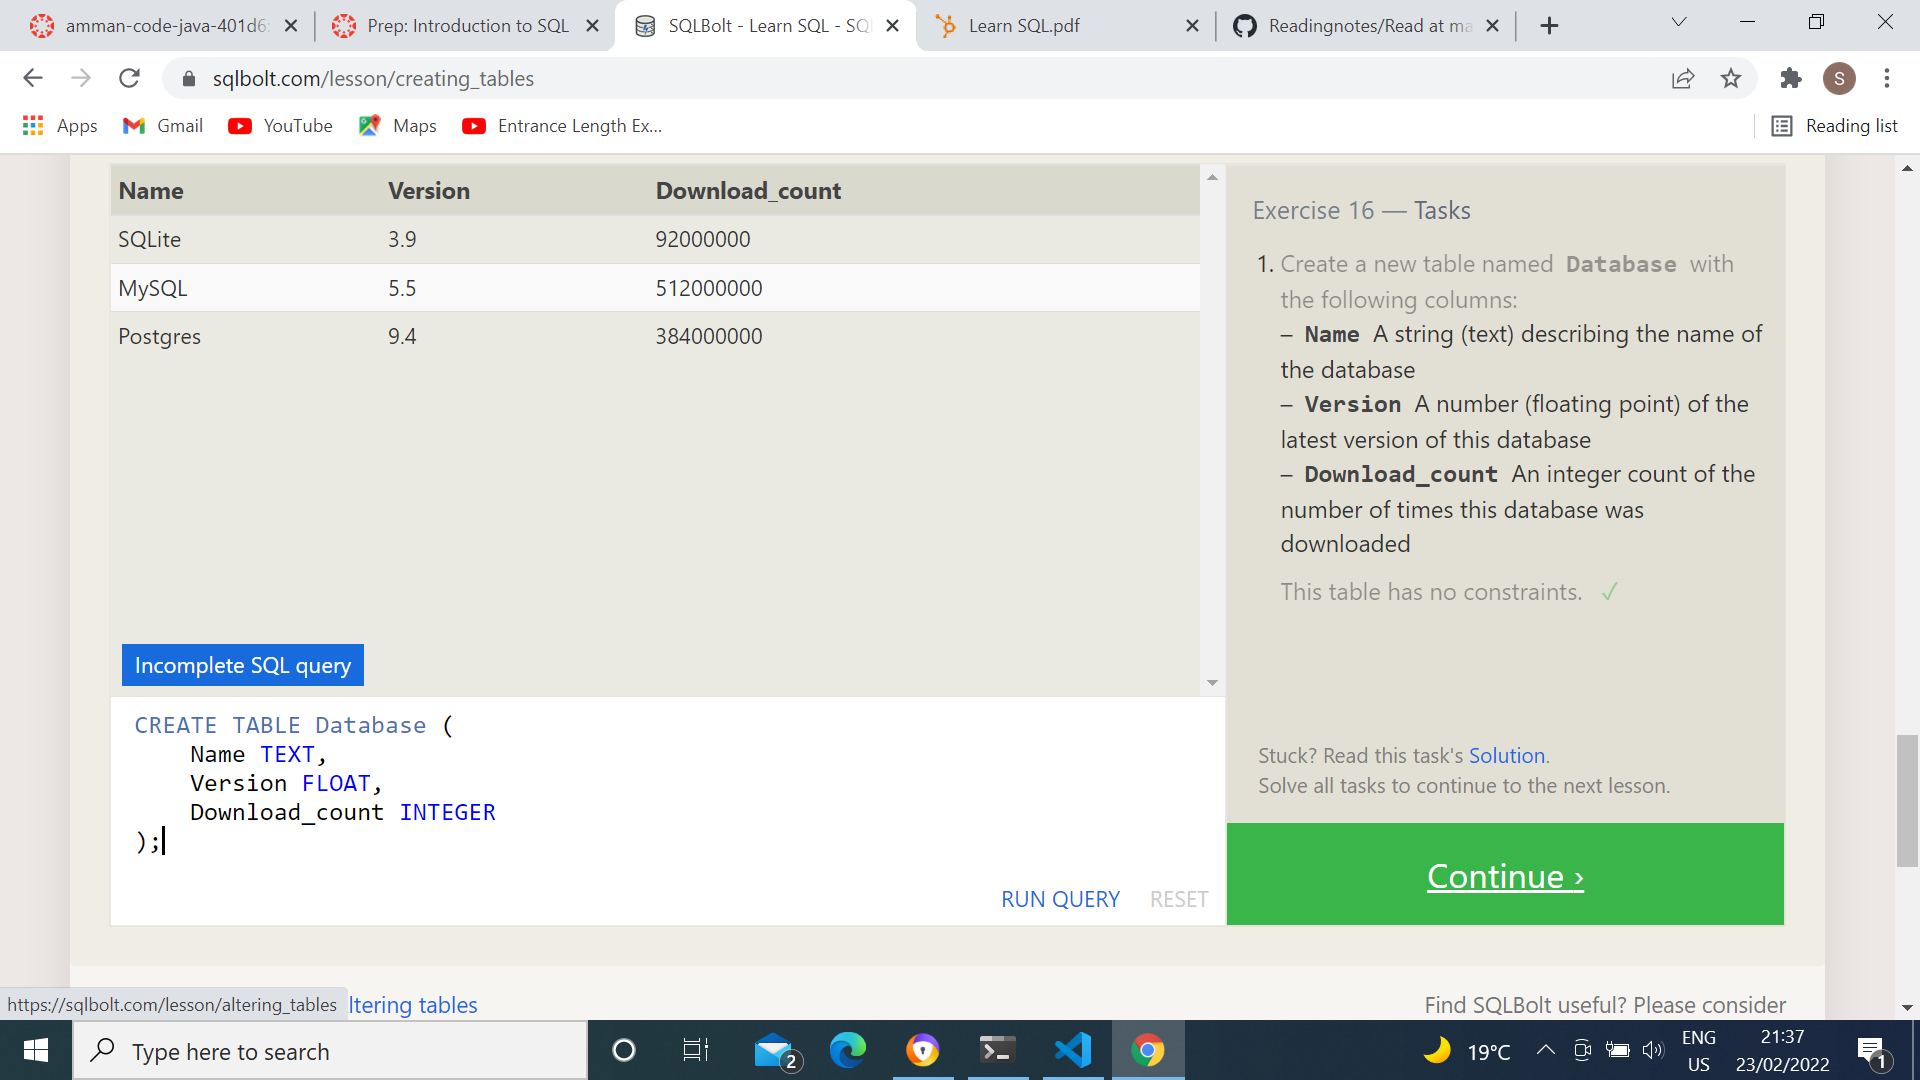 amman-code-java-401d6
Prep: Introduction to SQL
SQLBolt - Learn SQL - SQ
Learn SQL.pdf
Readingnotes/Read at ma
sqlbolt.com/lesson/creating_tables
S
Apps
Gmail
YouTube
Maps
Entrance Length Ex...
Reading list
Name Version Download_count
SQLite 3.9 92000000
MySQL 5.5 512000000
Postgres 9.4 384000000
Incomplete SQL query
CREATE TABLE Database (
Name TEXT,
Version FLOAT,
Download_count INTEGER
);
RUN QUERY RESET
Exercise 16 — Tasks
1. Create a new table named Database with
the following columns:
– Name A string (text) describing the name of
the database
– Version A number (floating point) of the
latest version of this database
– Download_count An integer count of the
number of times this database was
downloaded
This table has no constraints. ✓
Stuck? Read this task's Solution.
Solve all tasks to continue to the next lesson.
Continue ›
https://sqlbolt.com/lesson/altering_tables
ltering tables
Find SQLBolt useful? Please consider
Type here to search
2
19°C
ENG
US
21:37
23/02/2022
1